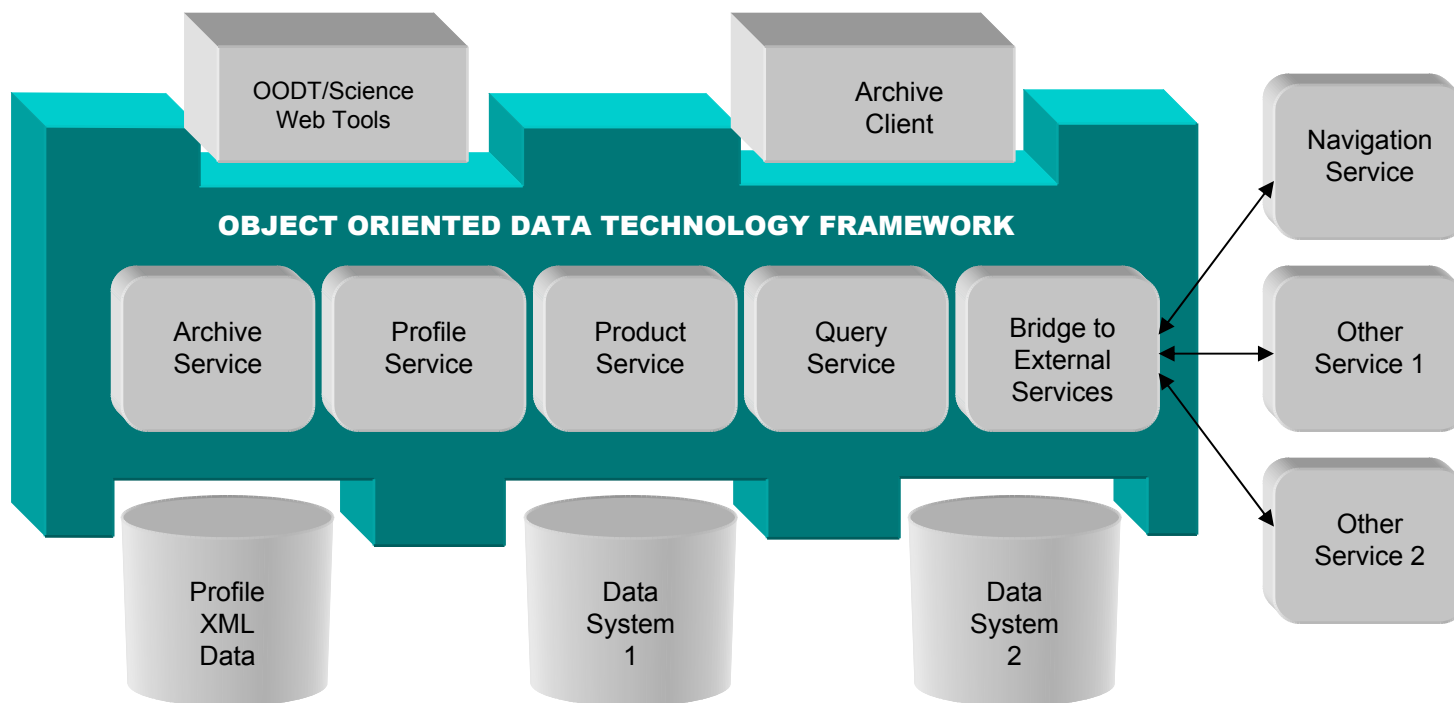 OODT/Science
Web Tools
Archive
Client
OBJECT ORIENTED DATA TECHNOLOGY FRAMEWORK
Archive
Service
Profile
Service
Product
Service
Query
Service
Bridge to
External
Services
Navigation
Service
Other
Service 1
Other
Service 2
Profile
XML
Data
Data
System
1
Data
System
2